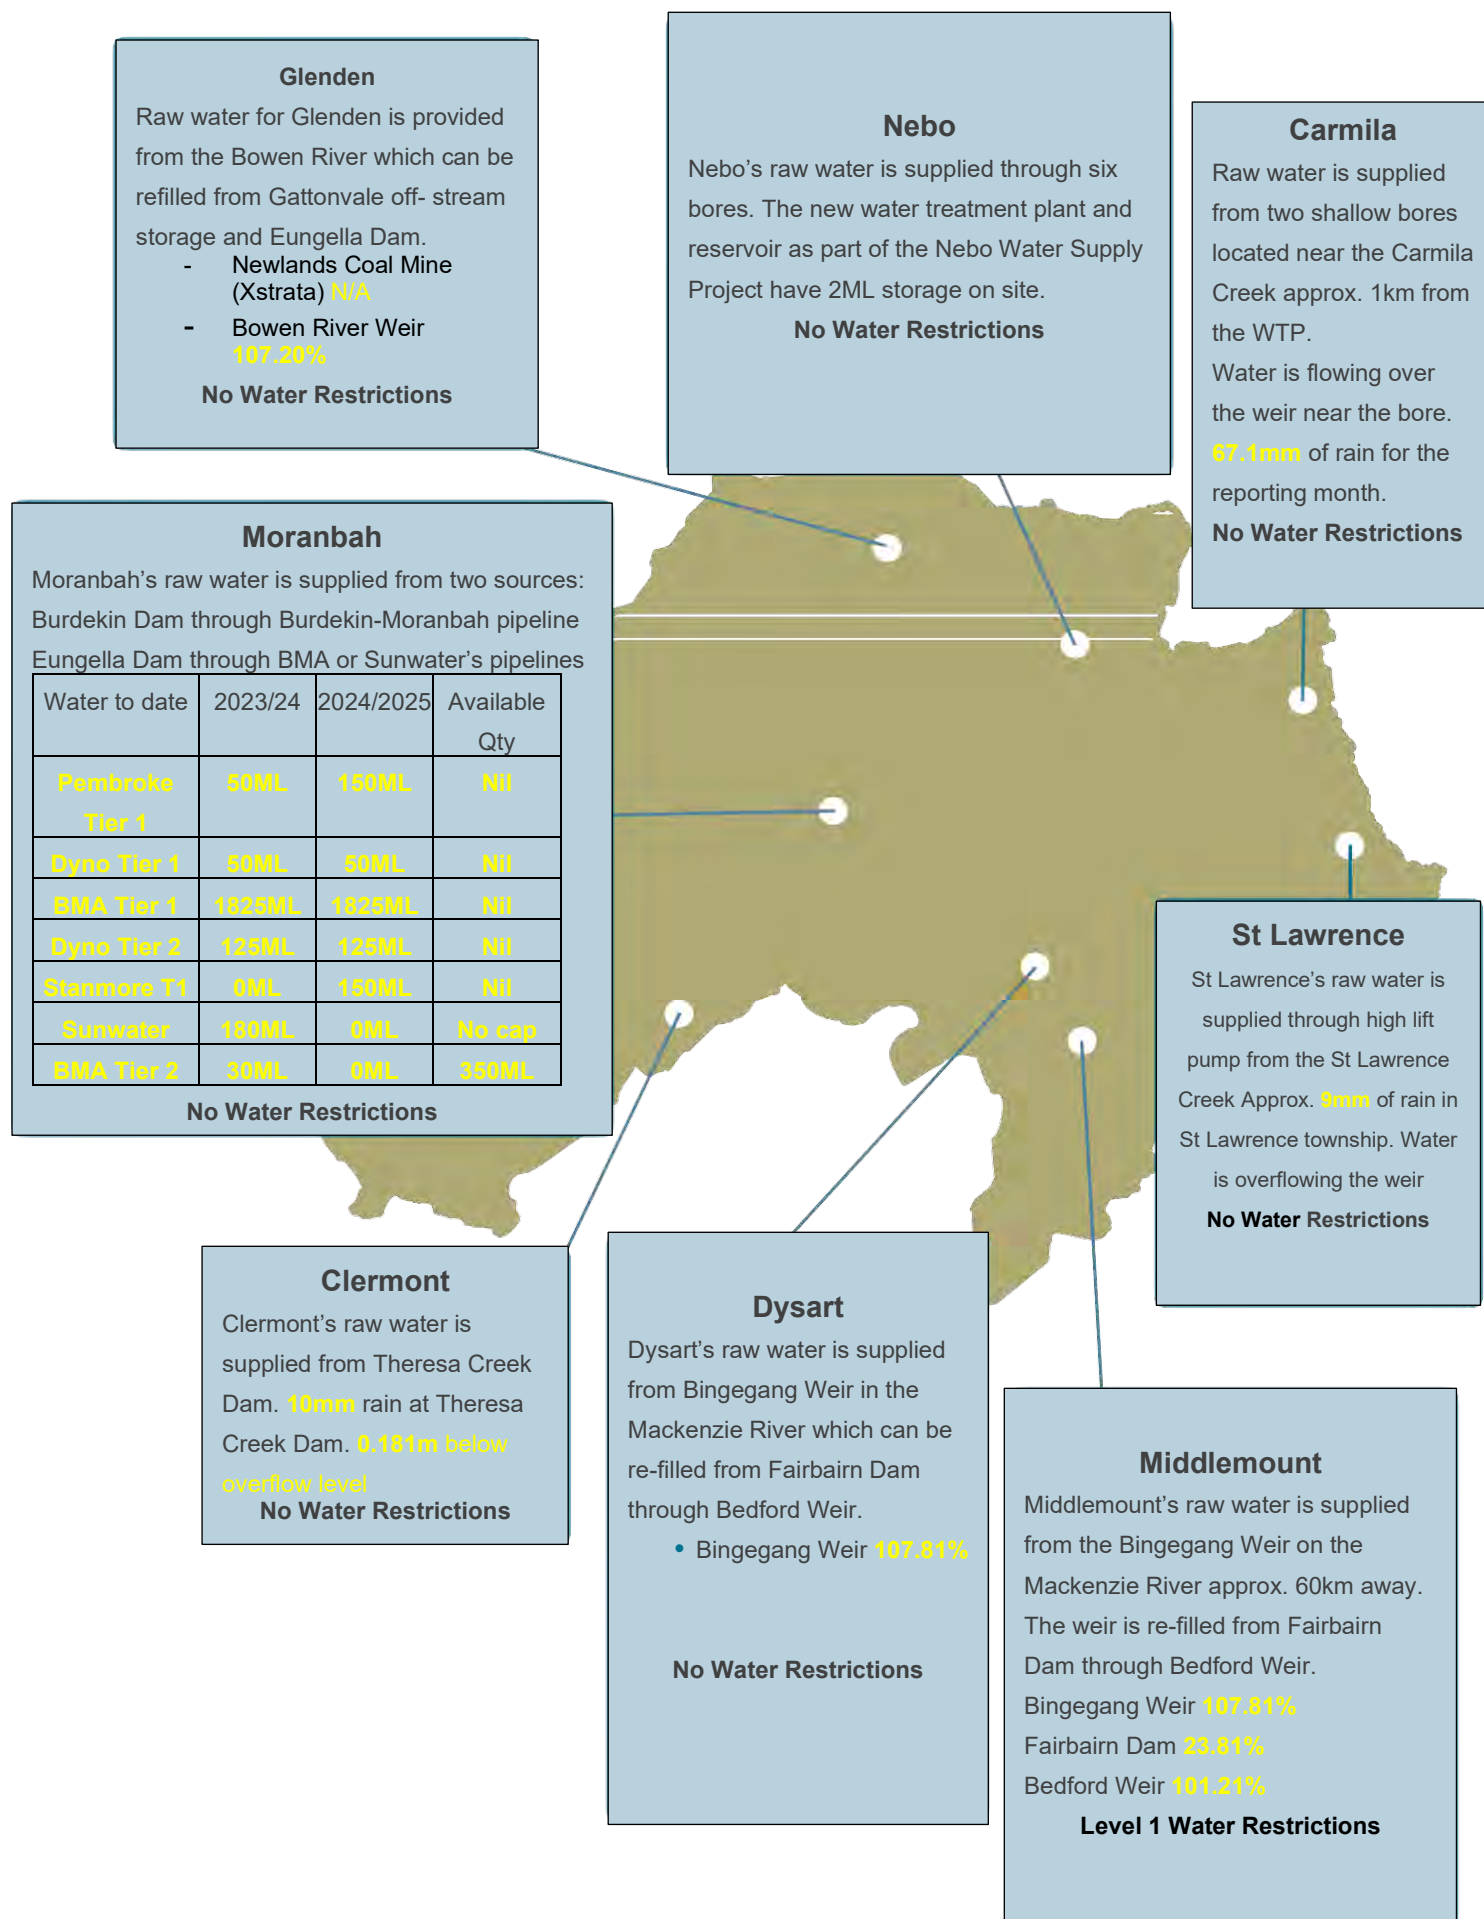 Glenden
Raw water for Glenden is provided
from the Bowen River which can be
refilled from Gattonvale off- stream
storage and Eungella Dam.
- Newlands Coal Mine
(Xstrata) N/A
- Bowen River Weir
107.20%
No Water Restrictions
Nebo
Nebo’s raw water is supplied through six
bores. The new water treatment plant and
reservoir as part of the Nebo Water Supply
Project have 2ML storage on site.
No Water Restrictions
Carmila
Raw water is supplied
from two shallow bores
located near the Carmila
Creek approx. 1km from
the WTP.
Water is flowing over
the weir near the bore.
67.1mm of rain for the
reporting month.
No Water Restrictions
Moranbah
Moranbah’s raw water is supplied from two sources:
Burdekin Dam through Burdekin-Moranbah pipeline
Eungella Dam through BMA or Sunwater’s pipelines
Water to date 2023/24 2024/2025 Available
Qty
Pembroke 50ML 150ML Nil
Tier 1
Dyno Tier 1 50ML 50ML Nil
BMA Tier 1 1825ML 1825ML Nil
Dyno Tier 2 125ML 125ML Nil
Stanmore T1 0ML 150ML Nil
Sunwater 180ML 0ML No cap
BMA Tier 2 30ML 0ML 350ML
No Water Restrictions
St Lawrence
St Lawrence’s raw water is
supplied through high lift
pump from the St Lawrence
Creek Approx. 9mm of rain in
St Lawrence township. Water
is overflowing the weir
No Water Restrictions
Clermont
Clermont’s raw water is
supplied from Theresa Creek
Dam. 10mm rain at Theresa
Creek Dam. 0.181m below
overflow level
No Water Restrictions
Dysart
Dysart’s raw water is supplied
from Bingegang Weir in the
Mackenzie River which can be
re-filled from Fairbairn Dam
through Bedford Weir.
• Bingegang Weir 107.81%
No Water Restrictions
Middlemount
Middlemount’s raw water is supplied
from the Bingegang Weir on the
Mackenzie River approx. 60km away.
The weir is re-filled from Fairbairn
Dam through Bedford Weir.
Bingegang Weir 107.81%
Fairbairn Dam 23.81%
Bedford Weir 101.21%
Level 1 Water Restrictions